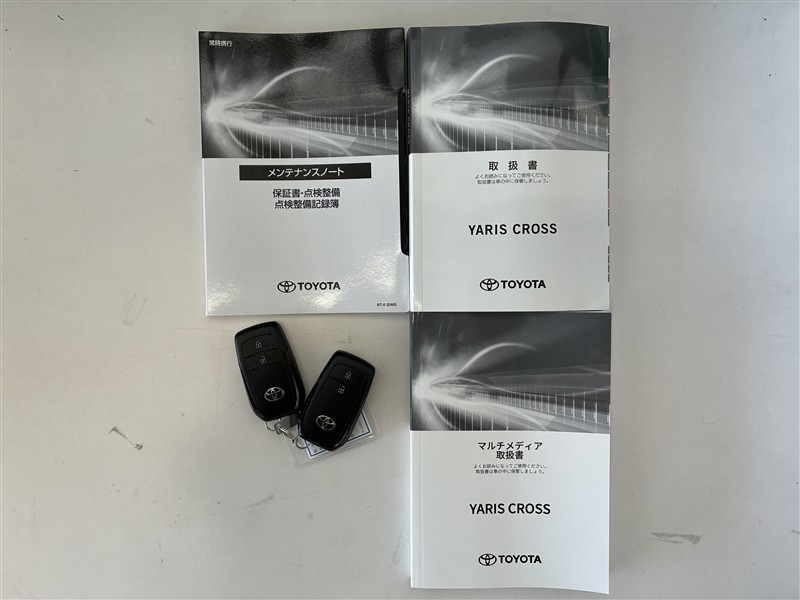 常時携行
メンテナンスノート
保証書・点検整備
点検整備記録簿
TOYOTA
取扱書
よくお読みになってご使用ください。
取扱書は車の中に保管しましょう。
YARIS CROSS
TOYOTA
マルチメディア
取扱書
よくお読みになってご使用ください。
取扱書は車の中に保管しましょう。
YARIS CROSS
TOYOTA